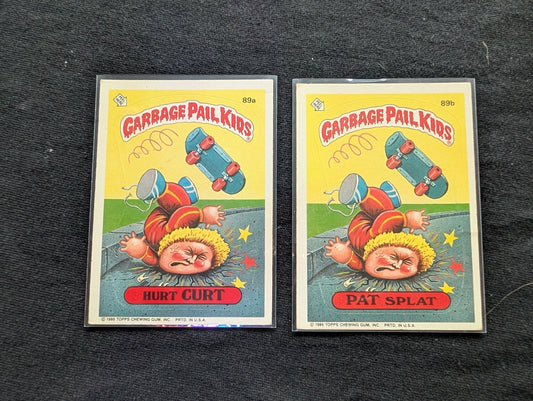 89a
GARBAGE PAIL KIDS
HURT CURT
© 1986 TOPPS CHEWING GUM, INC. PRTD. IN U.S.A.
89b
GARBAGE PAIL KIDS
PAT SPLAT
© 1986 TOPPS CHEWING GUM, INC. PRTD. IN U.S.A.